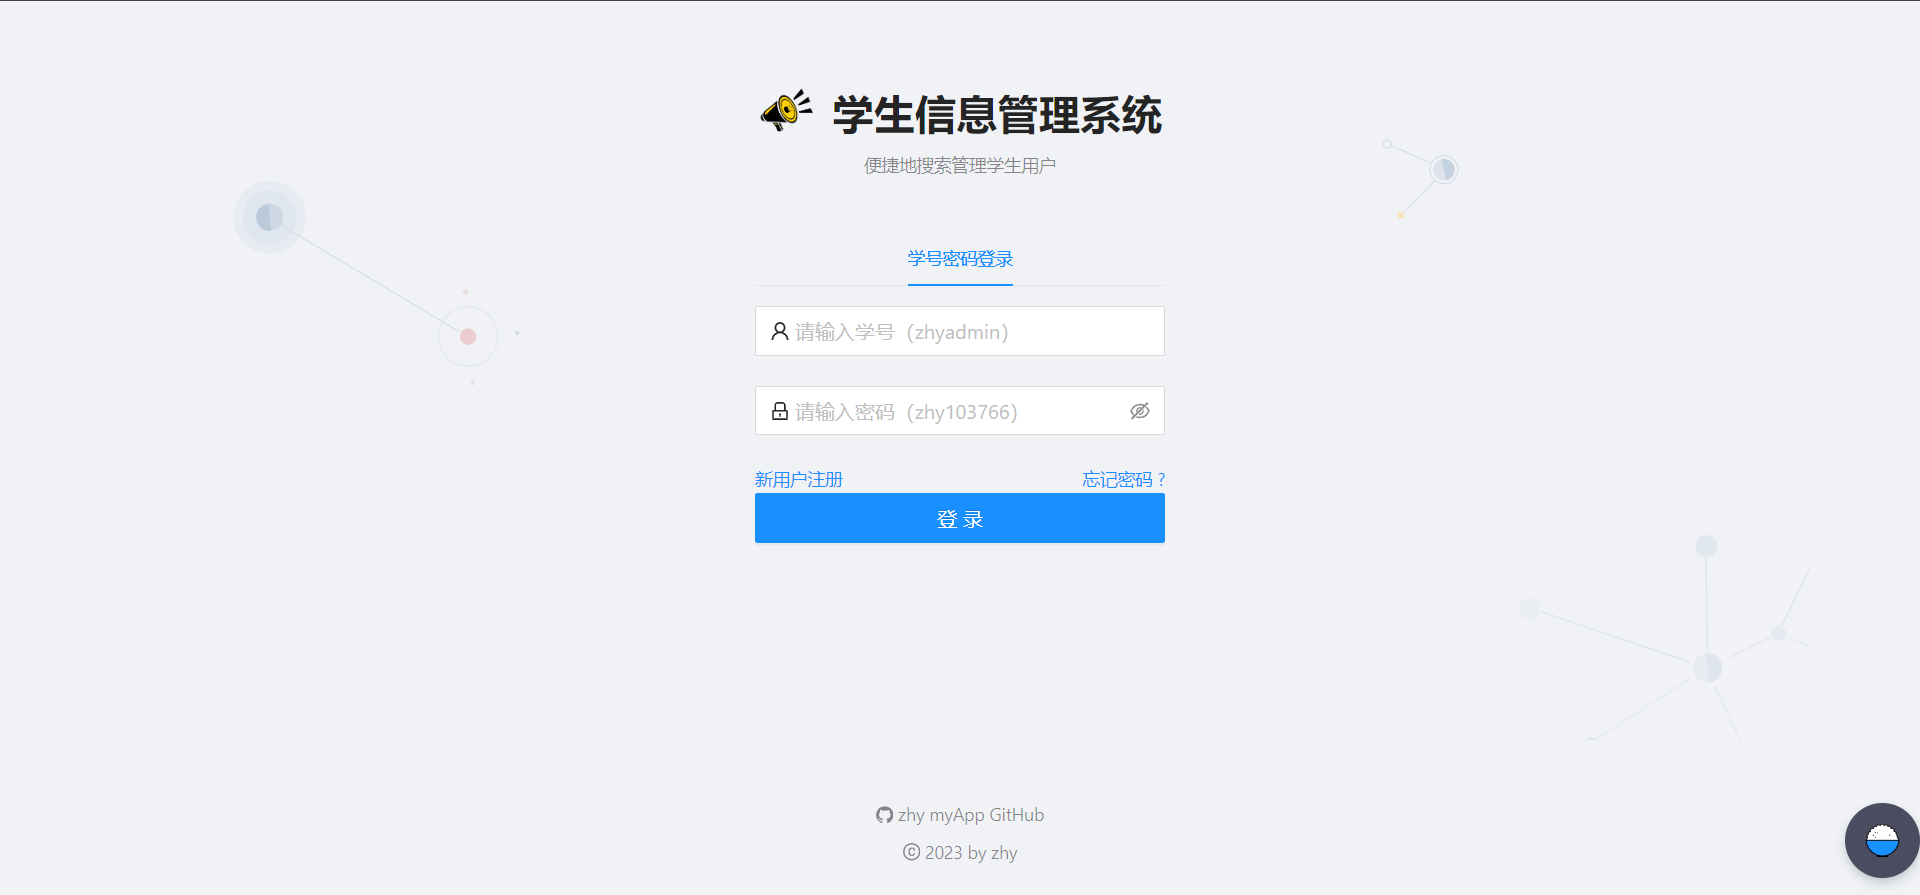 学生信息管理系统
便捷地搜索管理学生用户
学号密码登录
请输入学号（zhyadmin）
请输入密码（zhy103766）
新用户注册 忘记密码 ?
登 录
zhy myApp GitHub
© 2023 by zhy